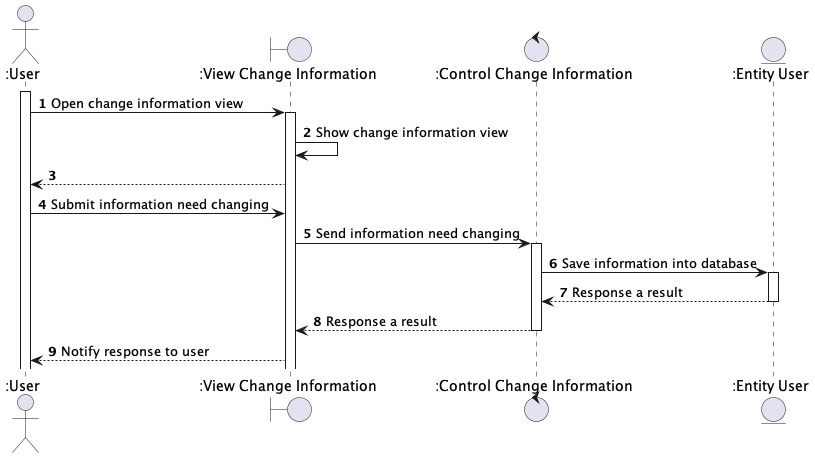 :User
:View Change Information
:Control Change Information
:Entity User
1 Open change information view
2 Show change information view
3
4 Submit information need changing
5 Send information need changing
6 Save information into database
7 Response a result
8 Response a result
9 Notify response to user
:User
:View Change Information
:Control Change Information
:Entity User